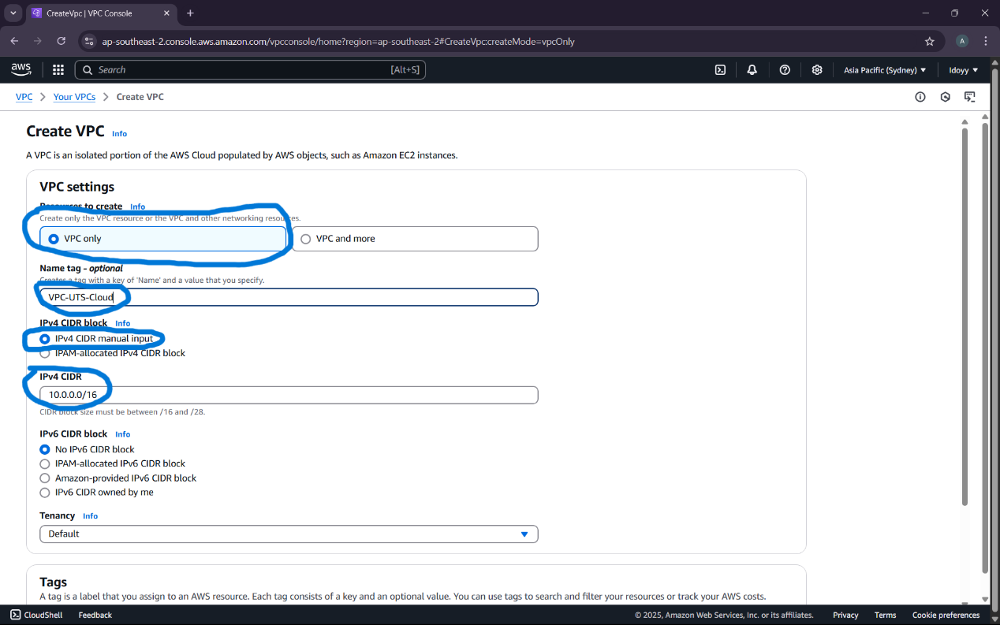 CreateVpc | VPC Console
ap-southeast-2.console.aws.amazon.com/vpcconsole/home?region=ap-southeast-2#CreateVpc:createMode=vpcOnly
A
aws
Search [Alt+S]
Asia Pacific (Sydney)
Idoyy
VPC
Your VPCs
Create VPC
Create VPC Info
A VPC is an isolated portion of the AWS Cloud populated by AWS objects, such as Amazon EC2 instances.
VPC settings
Resources to create Info
Create only the VPC resource or the VPC and other networking resources.
VPC only
VPC and more
Name tag - optional
Creates a tag with a key of 'Name' and a value that you specify.
VPC-UTS-Cloud
IPv4 CIDR block Info
IPv4 CIDR manual input
IPAM-allocated IPv4 CIDR block
IPv4 CIDR
10.0.0.0/16
CIDR block size must be between /16 and /28.
IPv6 CIDR block Info
No IPv6 CIDR block
IPAM-allocated IPv6 CIDR block
Amazon-provided IPv6 CIDR block
IPv6 CIDR owned by me
Tenancy Info
Default
Tags
A tag is a label that you assign to an AWS resource. Each tag consists of a key and an optional value. You can use tags to search and filter your resources or track your AWS costs.
CloudShell
Feedback
© 2025, Amazon Web Services, Inc. or its affiliates.
Privacy
Terms
Cookie preferences